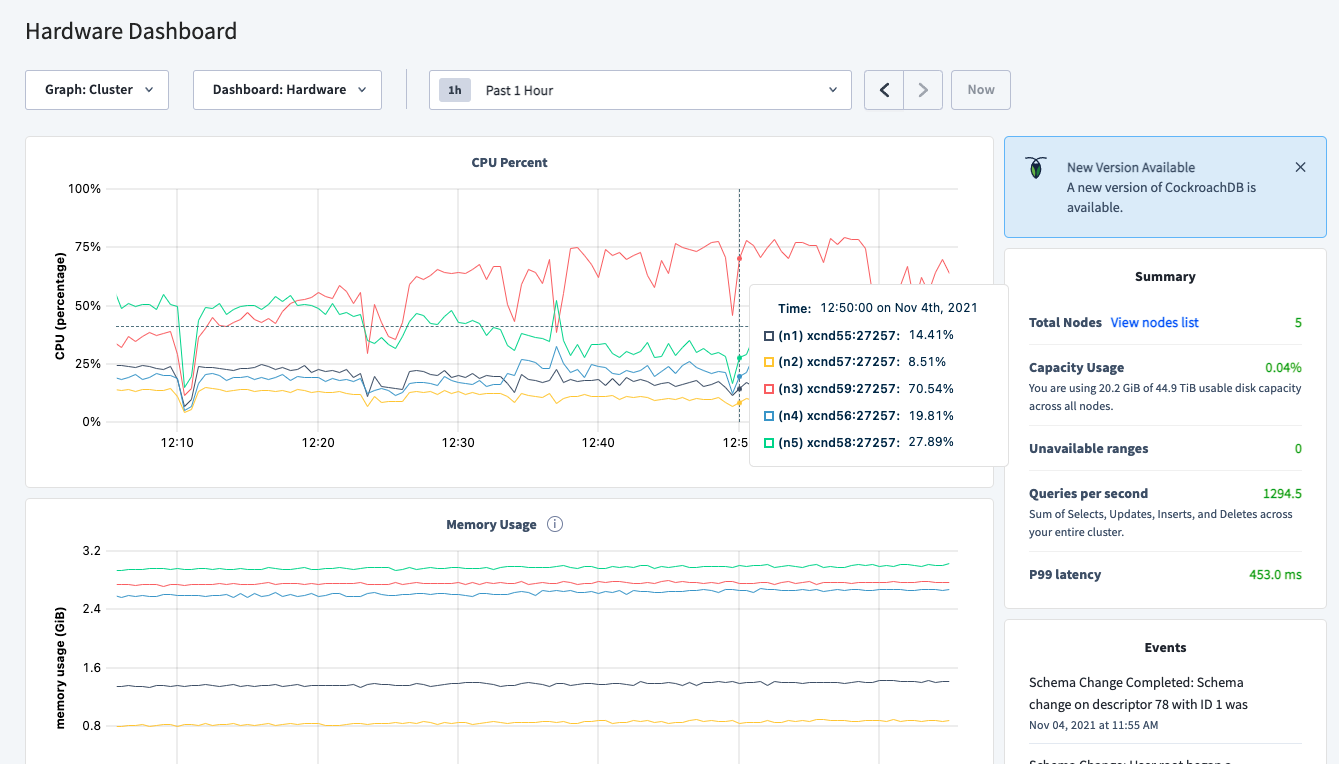 Hardware Dashboard
Graph: Cluster
Dashboard: Hardware
1h Past 1 Hour
Now
CPU Percent
100%
75%
50%
25%
0%
CPU (percentage)
12:10
12:20
12:30
12:40
12:5
Time: 12:50:00 on Nov 4th, 2021
(n1) xcnd55:27257: 14.41%
(n2) xcnd57:27257: 8.51%
(n3) xcnd59:27257: 70.54%
(n4) xcnd56:27257: 19.81%
(n5) xcnd58:27257: 27.89%
Memory Usage i
3.2
2.4
1.6
0.8
memory usage (GiB)
New Version Available
A new version of CockroachDB is
available.
Summary
Total Nodes View nodes list 5
Capacity Usage 0.04%
You are using 20.2 GiB of 44.9 TiB usable disk capacity
across all nodes.
Unavailable ranges 0
Queries per second 1294.5
Sum of Selects, Updates, Inserts, and Deletes across
your entire cluster.
P99 latency 453.0 ms
Events
Schema Change Completed: Schema
change on descriptor 78 with ID 1 was
Nov 04, 2021 at 11:55 AM
Schema Change: User root began a